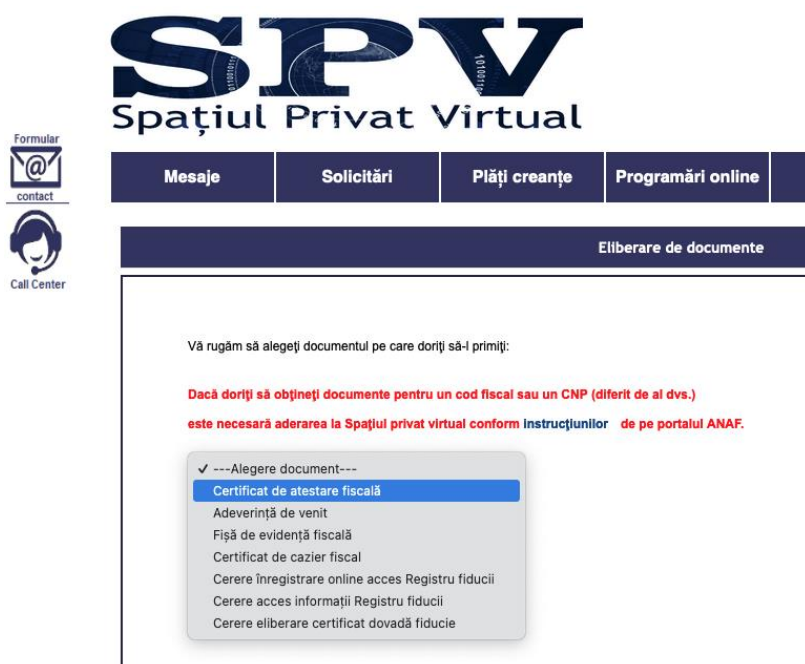 SPV
Spațiul Privat Virtual
Formular
contact
Call Center
Mesaje
Solicitări
Plăți creanțe
Programări online
Eliberare de documente
Vă rugăm să alegeţi documentul pe care doriţi să-l primiţi:
Dacă doriţi să obţineţi documente pentru un cod fiscal sau un CNP (diferit de al dvs.)
este necesară aderarea la Spaţiul privat virtual conform instrucţiunilor de pe portalul ANAF.
✓ ---Alegere document---
Certificat de atestare fiscală
Adeverință de venit
Fișă de evidență fiscală
Certificat de cazier fiscal
Cerere înregistrare online acces Registru fiducii
Cerere acces informații Registru fiducii
Cerere eliberare certificat dovadă fiducie